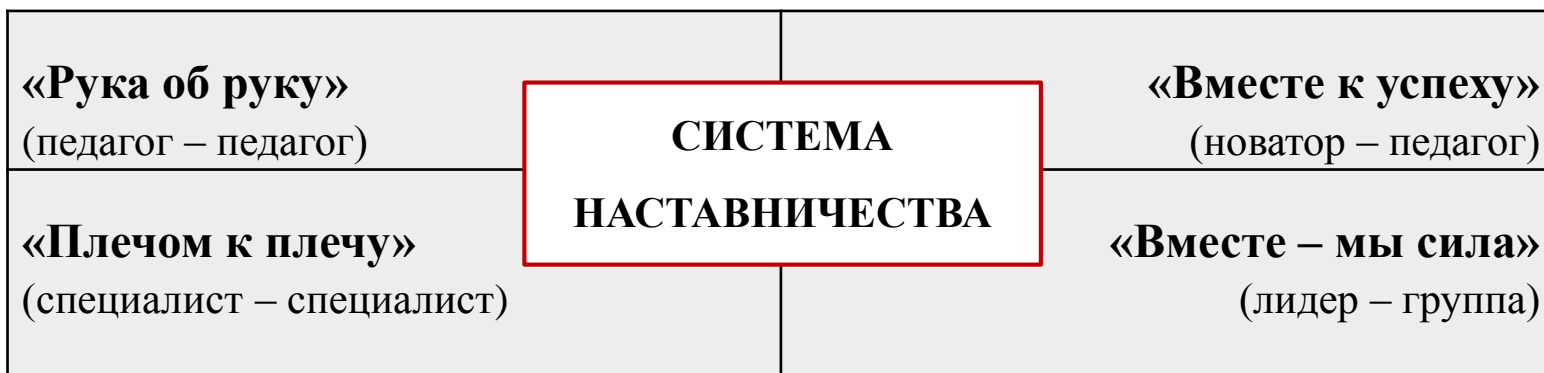 «Рука об руку»
(педагог – педагог)
«Вместе к успеху»
(новатор – педагог)
СИСТЕМА
НАСТАВНИЧЕСТВА
«Плечом к плечу»
(специалист – специалист)
«Вместе – мы сила»
(лидер – группа)